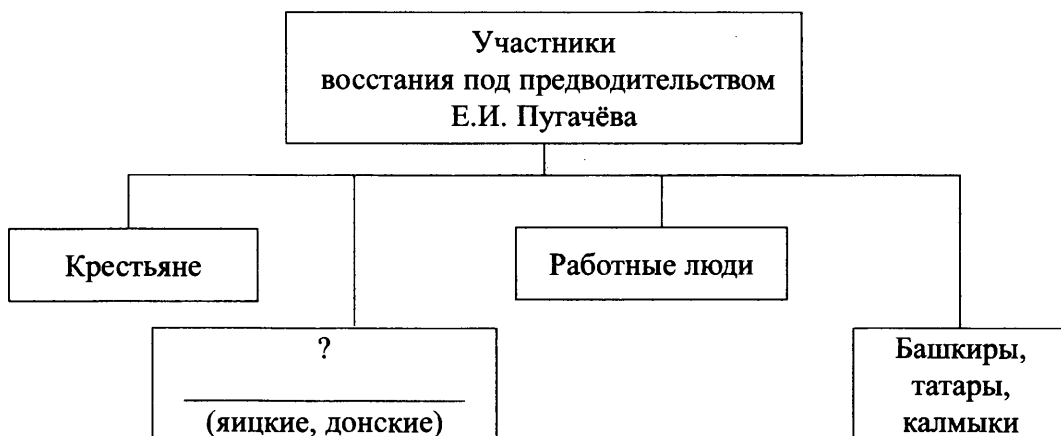 Участники
восстания под предводительством
Е.И. Пугачёва
Крестьяне
Работные люди
?
(яицкие, донские)
Башкиры,
татары,
калмыки